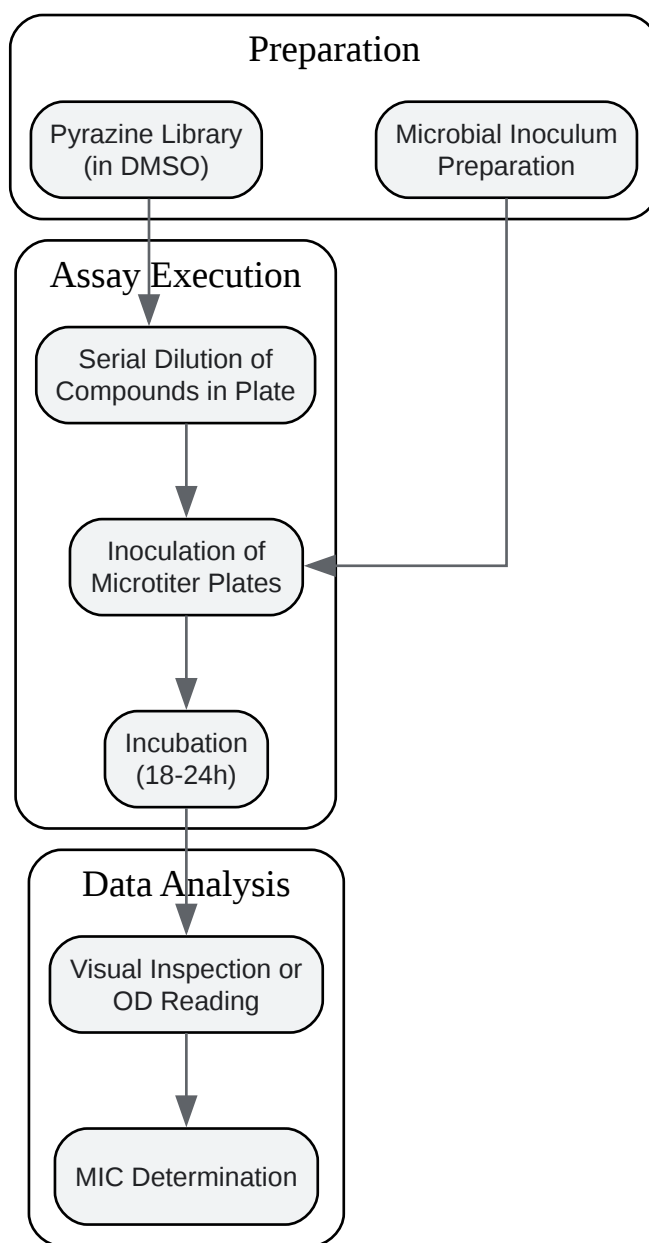 Preparation
Pyrazine Library
(in DMSO)
Microbial Inoculum
Preparation
Assay Execution
Serial Dilution of
Compounds in Plate
Inoculation of
Microtiter Plates
Incubation
(18-24h)
Data Analysis
Visual Inspection or
OD Reading
MIC Determination